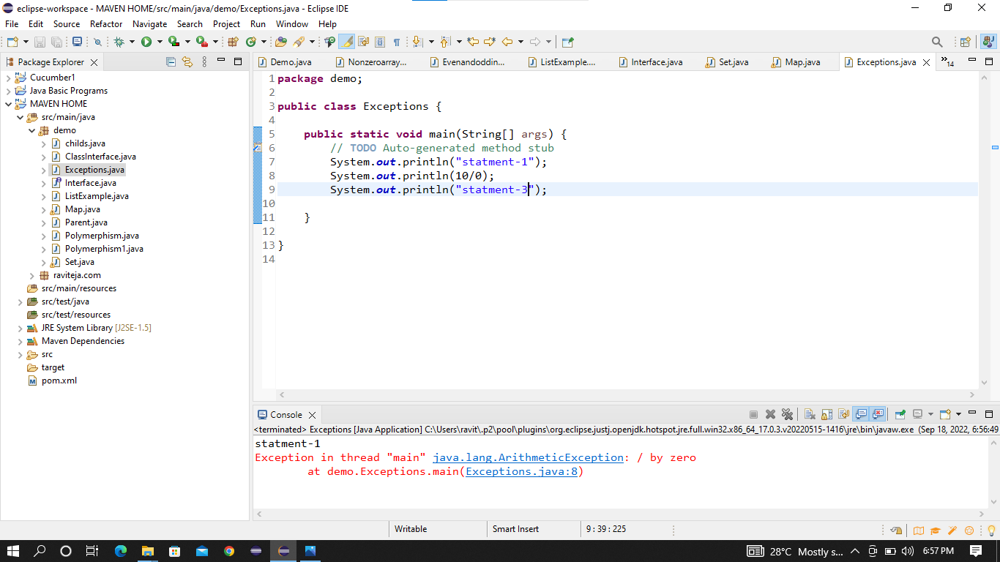 eclipse-workspace - MAVEN HOME/src/main/java/demo/Exceptions.java - Eclipse IDE
File Edit Source Refactor Navigate Search Project Run Window Help
Package Explorer
Cucumber1
Java Basic Programs
MAVEN HOME
src/main/java
demo
childs.java
ClassInterface.java
Exceptions.java
Interface.java
ListExample.java
Map.java
Parent.java
Polymerphism.java
Polymerphism1.java
Set.java
raviteja.com
src/main/resources
src/test/java
src/test/resources
JRE System Library [J2SE-1.5]
Maven Dependencies
src
target
pom.xml
Demo.java Nonzeroarray... Evenandoddin... ListExample.... Interface.java Set.java Map.java Exceptions.java 14
1 package demo;
2
3 public class Exceptions {
4
5 public static void main(String[] args) {
6 // TODO Auto-generated method stub
7 System.out.println("statment-1");
8 System.out.println(10/0);
9 System.out.println("statment-3");
10
11 }
12
13 }
14
Console
<terminated> Exceptions [Java Application] C:\Users\ravit\.p2\pool\plugins\org.eclipse.justj.openjdk.hotspot.jre.full.win32.x86_64_17.0.3.v20220515-1416\jre\bin\javaw.exe (Sep 18, 2022, 6:56:49
statment-1
Exception in thread "main" java.lang.ArithmeticException: / by zero
at demo.Exceptions.main(Exceptions.java:8)
Writable Smart Insert 9 : 39 : 225
28°C Mostly s... 6:57 PM